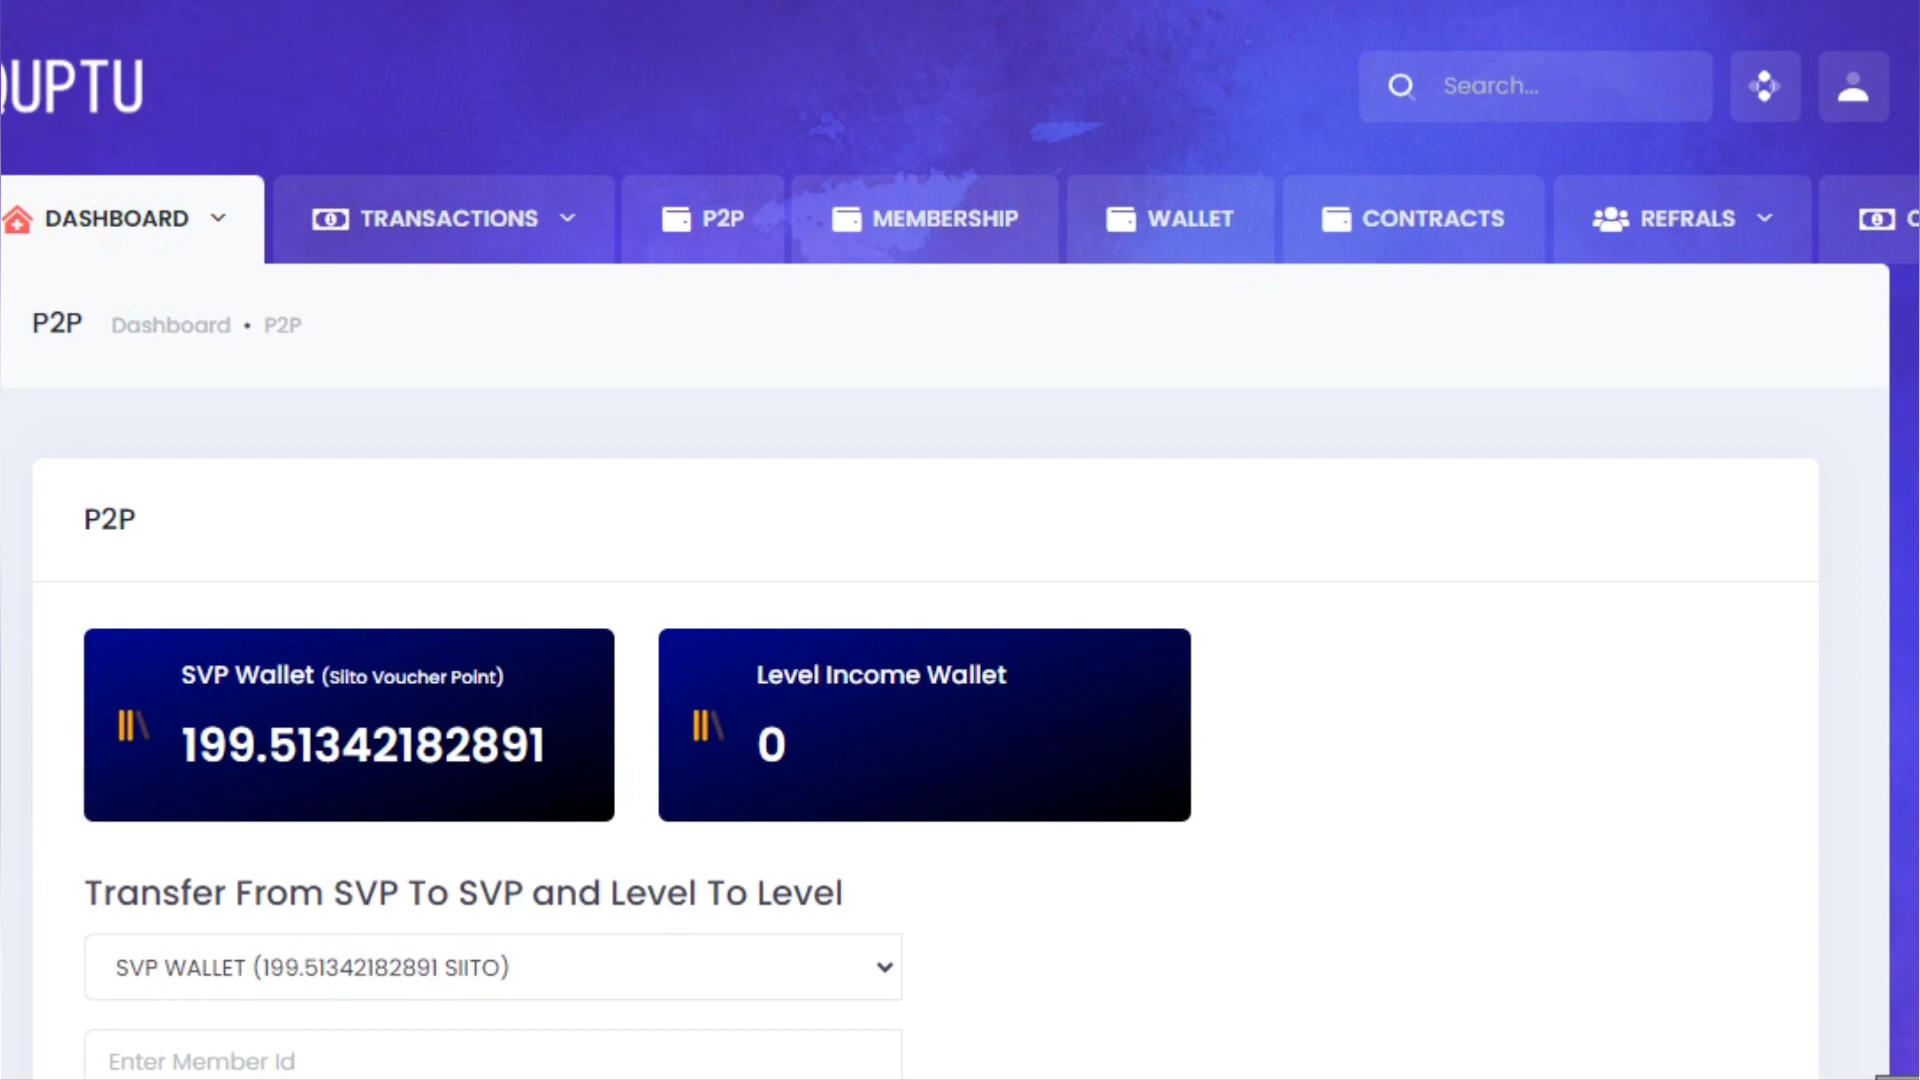 QUPTU
Search...
DASHBOARD
TRANSACTIONS
P2P
MEMBERSHIP
WALLET
CONTRACTS
REFRALS
P2P
Dashboard • P2P
P2P
SVP Wallet (Siito Voucher Point)
199.51342182891
Level Income Wallet
0
Transfer From SVP To SVP and Level To Level
SVP WALLET (199.51342182891 SIITO)
Enter Member Id